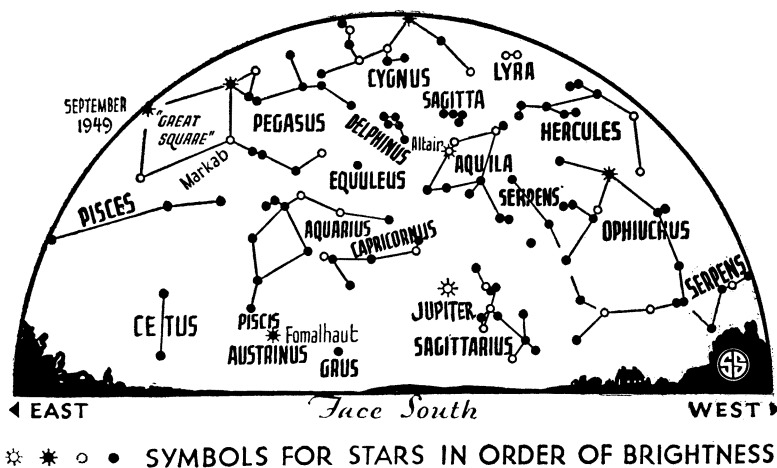 CYGNUS
LYRA
SEPTEMBER
1949
"GREAT
SQUARE"
PEGASUS
SAGITTA
DELPHINUS
HERCULES
Altair
Markab
EQUULEUS
AQUILA
SERPENS
PISCES
AQUARIUS
CAPRICORNUS
OPHIUCHUS
SERPENS
JUPITER
CETUS
PISCIS
AUSTRINUS
Fomalhaut
GRUS
SAGITTARIUS
SS
EAST
Face South
WEST
SYMBOLS FOR STARS IN ORDER OF BRIGHTNESS